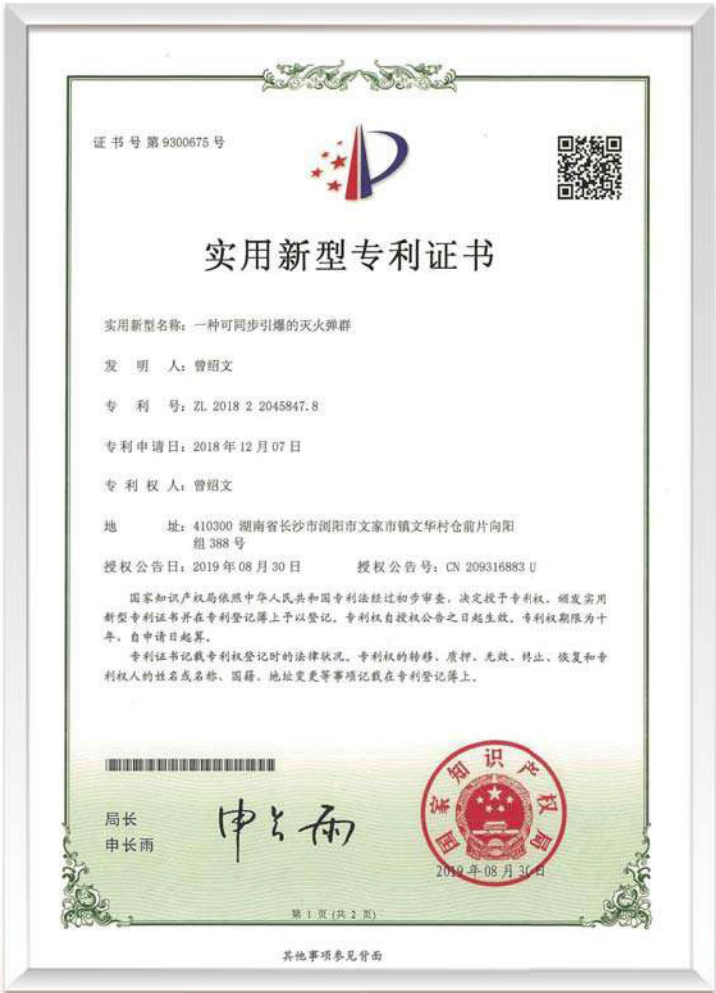 证书号第9300675号
实用新型专利证书
实用新型名称：一种可同步引爆的灭火弹群
发 明 人：曾绍文
专 利 号：ZL 2018 2 2045847.8
专利申请日：2018年12月07日
专 利 权 人：曾绍文
地 址：410300 湖南省长沙市浏阳市文家市镇文华村仓前片向阳
组388号
授权公告日：2019年08月30日 授权公告号：CN 209316883 U
国家知识产权局依照中华人民共和国专利法经过初步审查，决定授予专利权，颁发实用
新型专利证书并在专利登记簿上予以登记。专利权自授权公告之日起生效。专利权期限为十
年，自申请日起算。
专利证书记载专利权登记时的法律状况。专利权的转移、质押、无效、终止、恢复和专
利权人的姓名或名称、国籍、地址变更等事项记载在专利登记簿上。
局长
申长雨
申长雨
国家知识产权局
2019年08月30日
第 1 页 (共 2 页)
其他事项参见背面